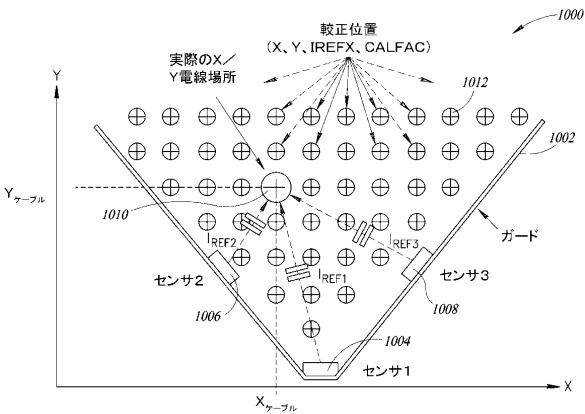 1000
較正位置
(X、Y、IREFX、CALFAC)
実際のX／
Y電線場所
Y
1012
1002
Yケーブル
1010
IREF2
IREF3
ガード
センサ2
IREF1
センサ3
1006
1008
1004
センサ1
X
Xケーブル